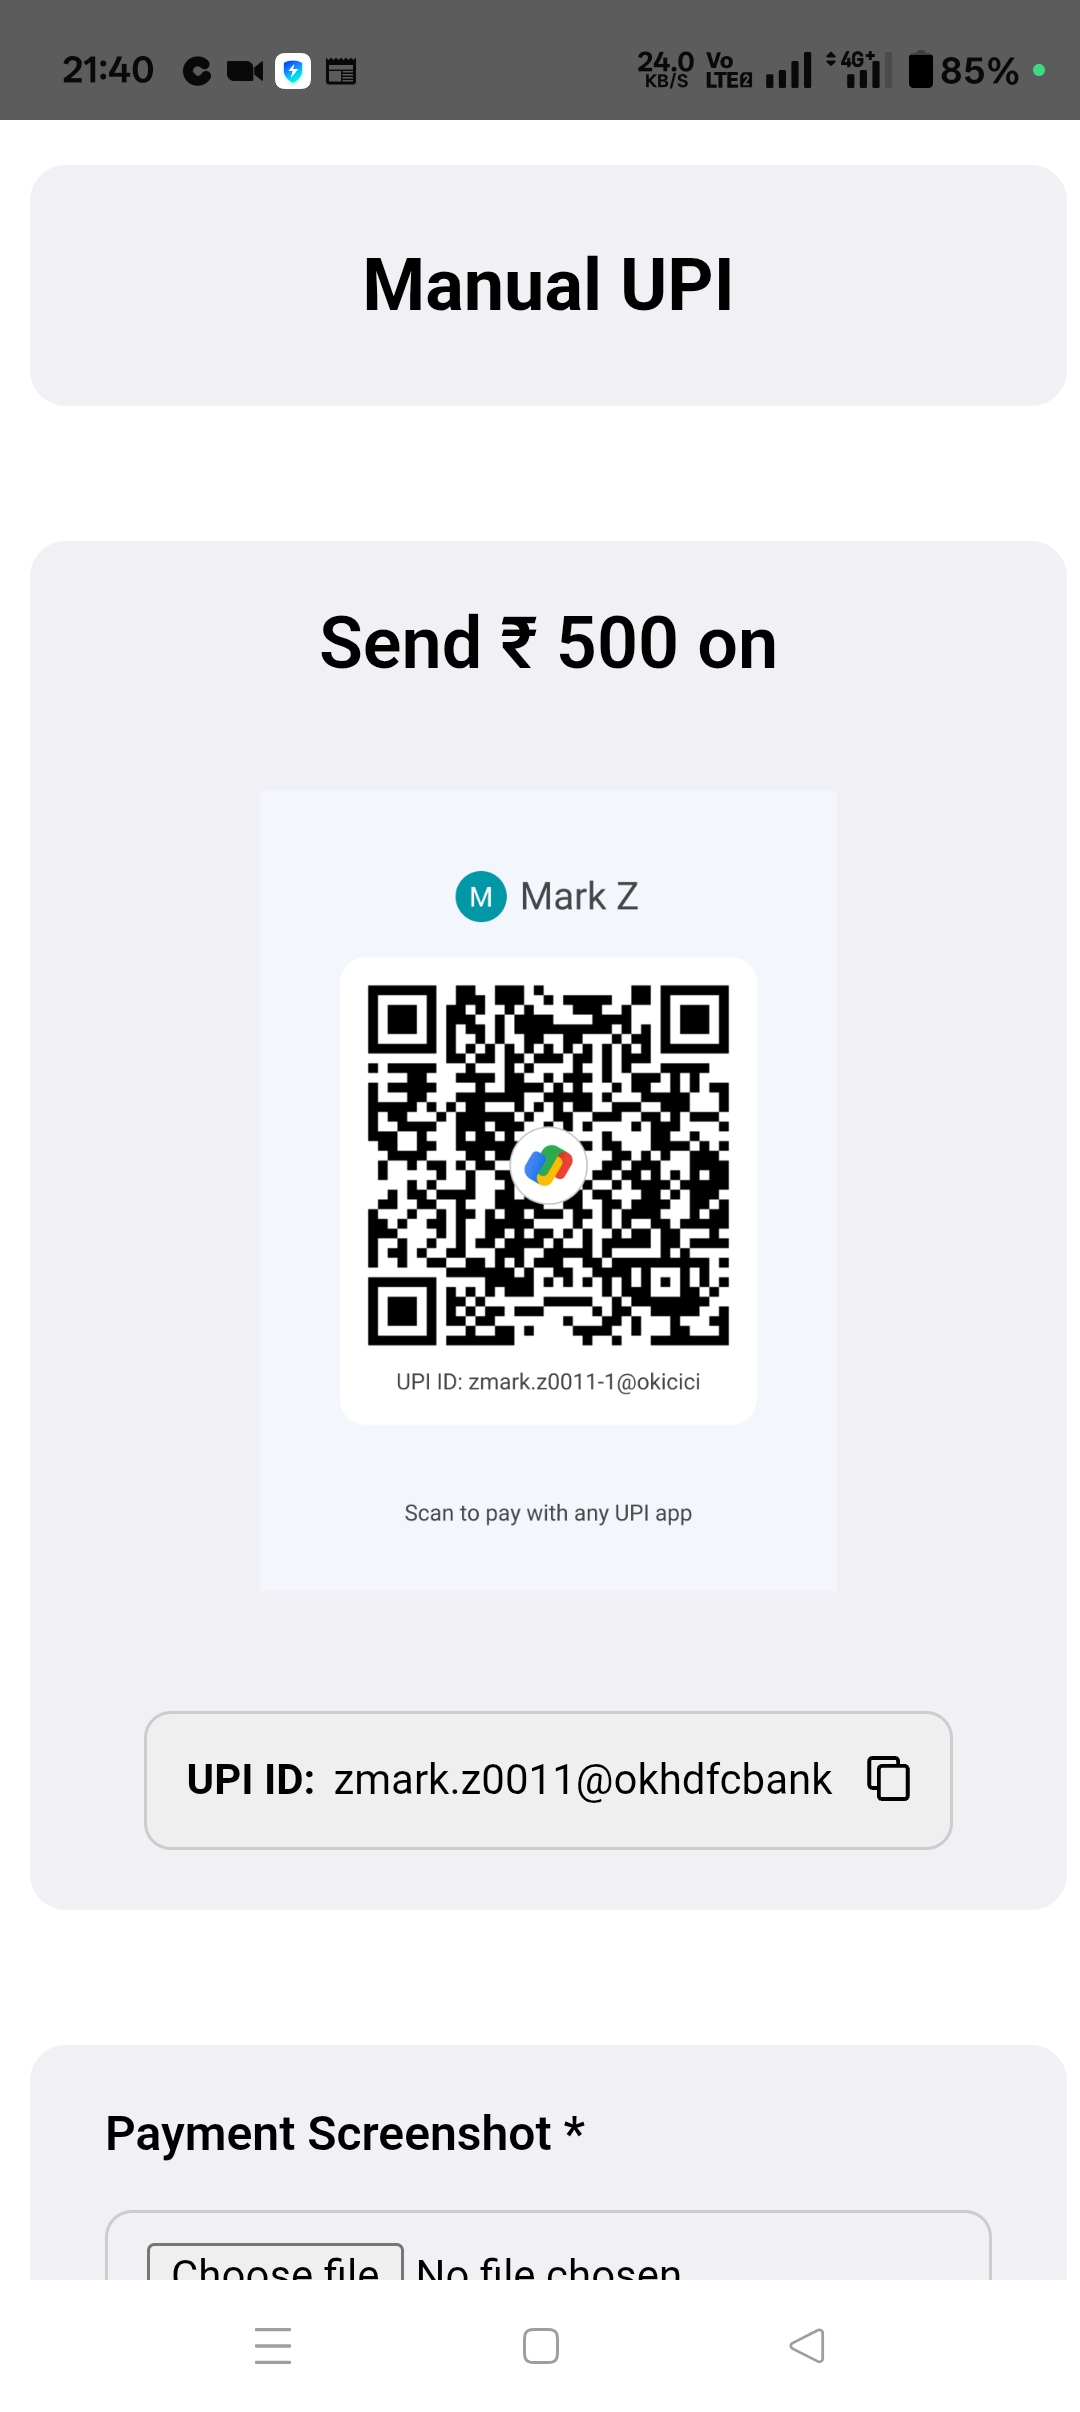 21:40
24.0 KB/S Vo LTE 2 4G+ 85%
Manual UPI
Send ₹ 500 on
M Mark Z
UPI ID: zmark.z0011-1@okicici
Scan to pay with any UPI app
UPI ID: zmark.z0011@okhdfcbank
Payment Screenshot *
Choose file No file chosen